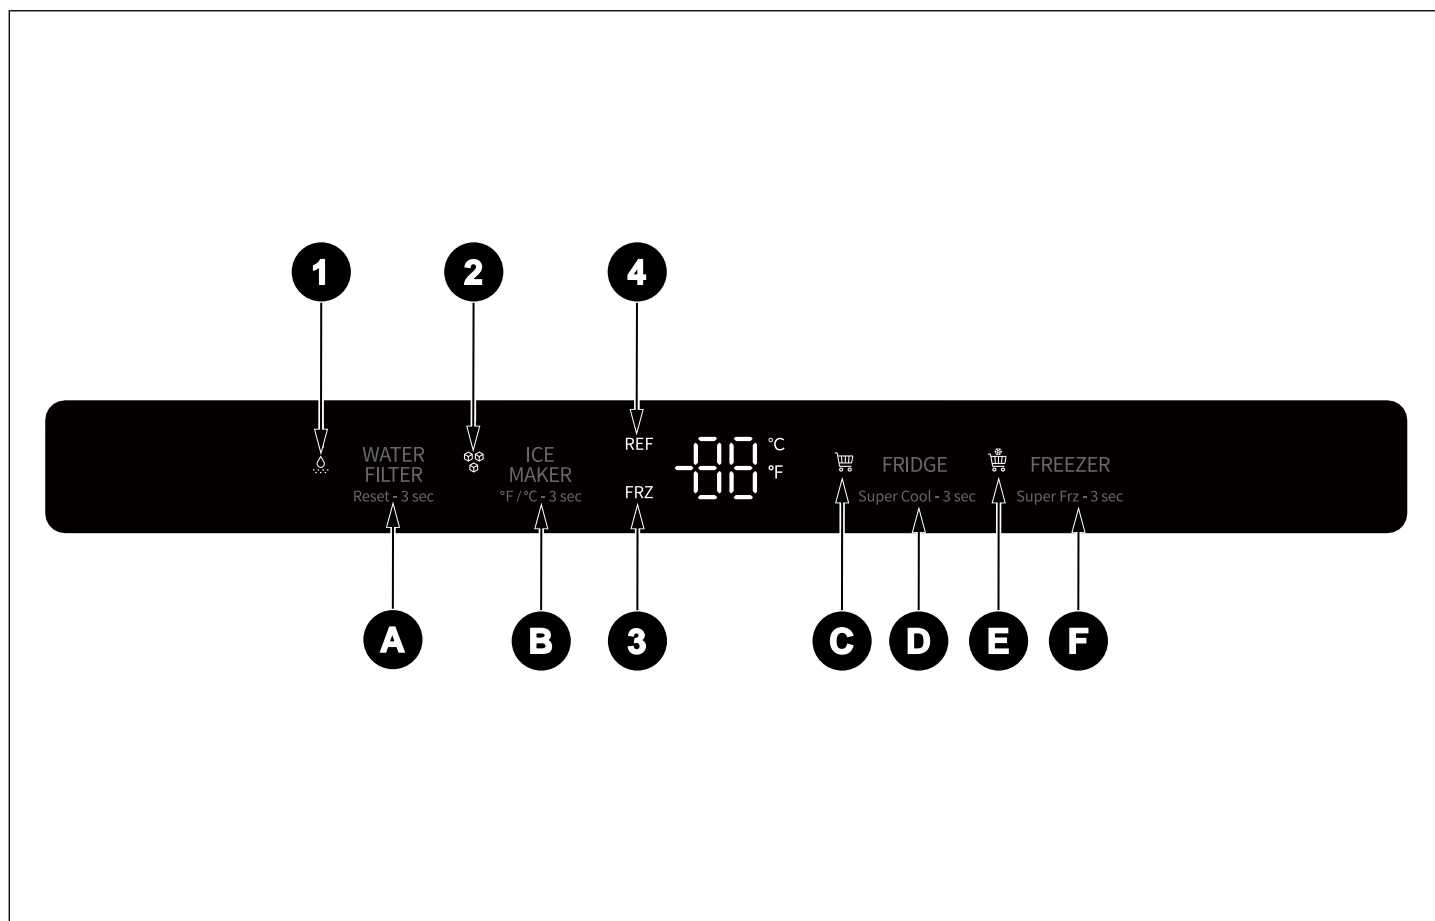 1
2
4
WATER
FILTER
Reset - 3 sec
ICE
MAKER
°F / °C - 3 sec
REF
FRZ
-88
°C
°F
FRIDGE
Super Cool - 3 sec
FREEZER
Super Frz - 3 sec
A
B
3
C
D
E
F